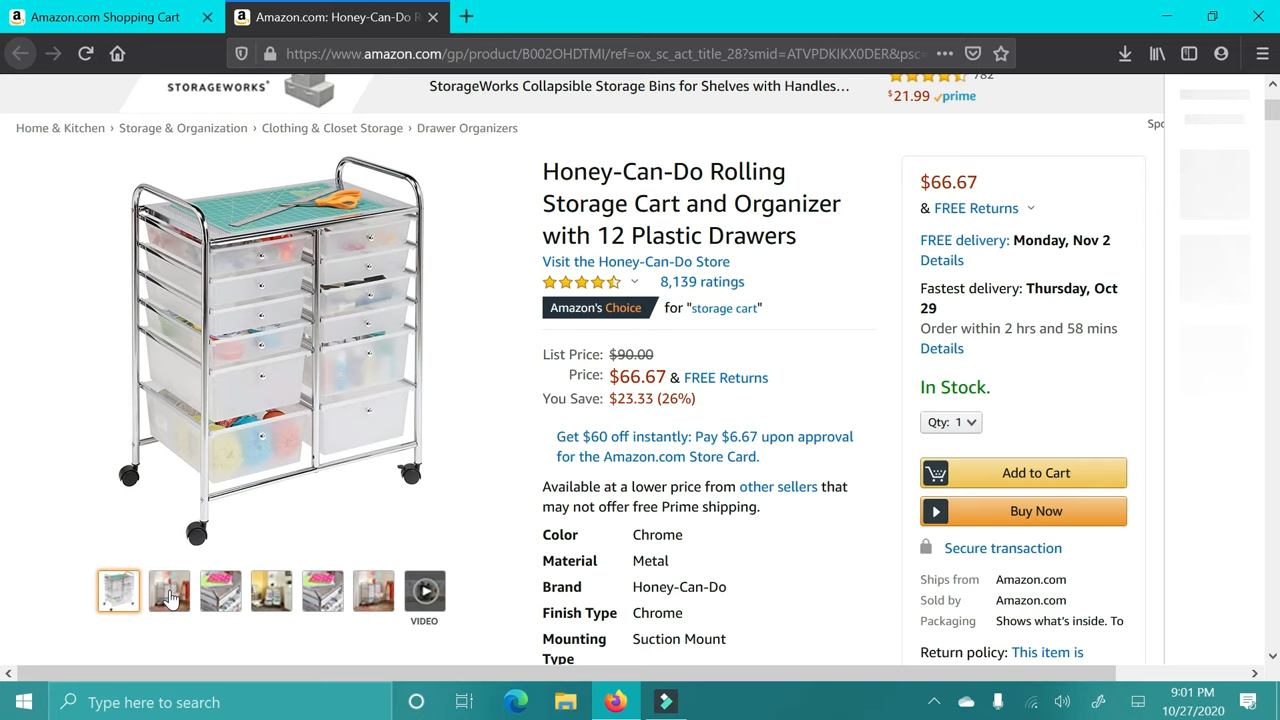 Amazon.com Shopping Cart
Amazon.com: Honey-Can-Do R
https://www.amazon.com/gp/product/B002OHDTMI/ref=ox_sc_act_title_28?smid=ATVPDKIKX0DER&psc
STORAGEWORKS
StorageWorks Collapsible Storage Bins for Shelves with Handles…
782
$21.99 prime
Home & Kitchen › Storage & Organization › Clothing & Closet Storage › Drawer Organizers
Honey-Can-Do Rolling
Storage Cart and Organizer
with 12 Plastic Drawers
Visit the Honey-Can-Do Store
8,139 ratings
Amazon's Choice for "storage cart"
List Price: $90.00
Price: $66.67 & FREE Returns
You Save: $23.33 (26%)
Get $60 off instantly: Pay $6.67 upon approval
for the Amazon.com Store Card.
Available at a lower price from other sellers that
may not offer free Prime shipping.
Color Chrome
Material Metal
Brand Honey-Can-Do
Finish Type Chrome
Mounting Suction Mount
Type
VIDEO
$66.67
& FREE Returns
FREE delivery: Monday, Nov 2
Details
Fastest delivery: Thursday, Oct
29
Order within 2 hrs and 58 mins
Details
In Stock.
Qty: 1
Add to Cart
Buy Now
Secure transaction
Ships from Amazon.com
Sold by Amazon.com
Packaging Shows what's inside. To
Return policy: This item is
Type here to search
9:01 PM
10/27/2020